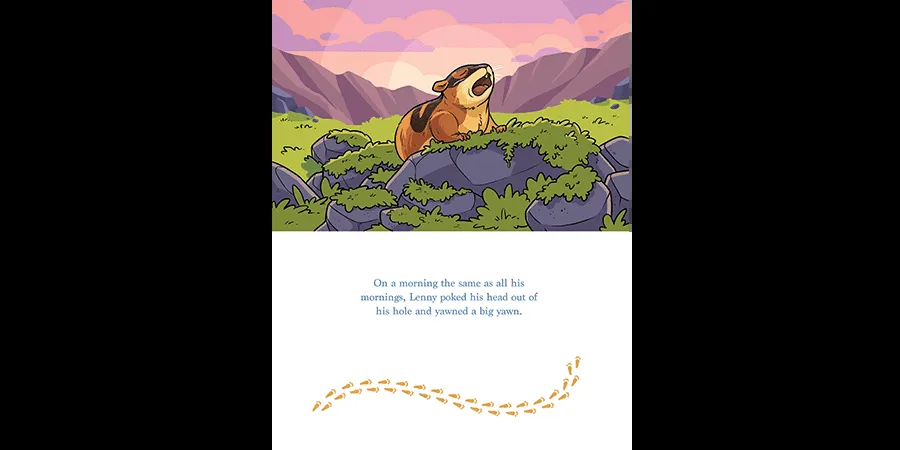 On a morning the same as all his
mornings, Lenny poked his head out of
his hole and yawned a big yawn.